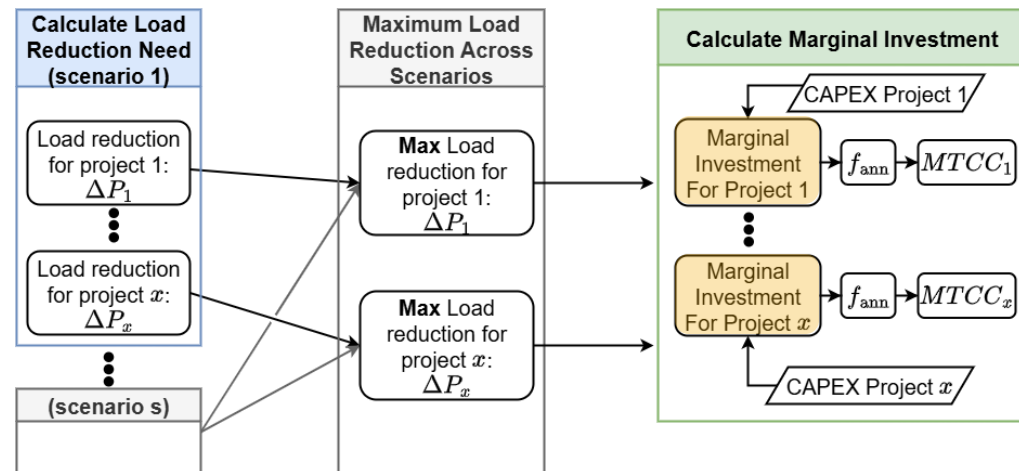 Calculate Load
Reduction Need
(scenario 1)
Load reduction
for project 1:
ΔP₁
Load reduction
for project x:
ΔPₓ
(scenario s)
Maximum Load
Reduction Across
Scenarios
Max Load
reduction for
project 1:
ΔP₁
Max Load
reduction for
project x:
ΔPₓ
Calculate Marginal Investment
CAPEX Project 1
Marginal
Investment
For Project 1
f_ann
MTCC₁
Marginal
Investment
For Project x
f_ann
MTCCₓ
CAPEX Project x